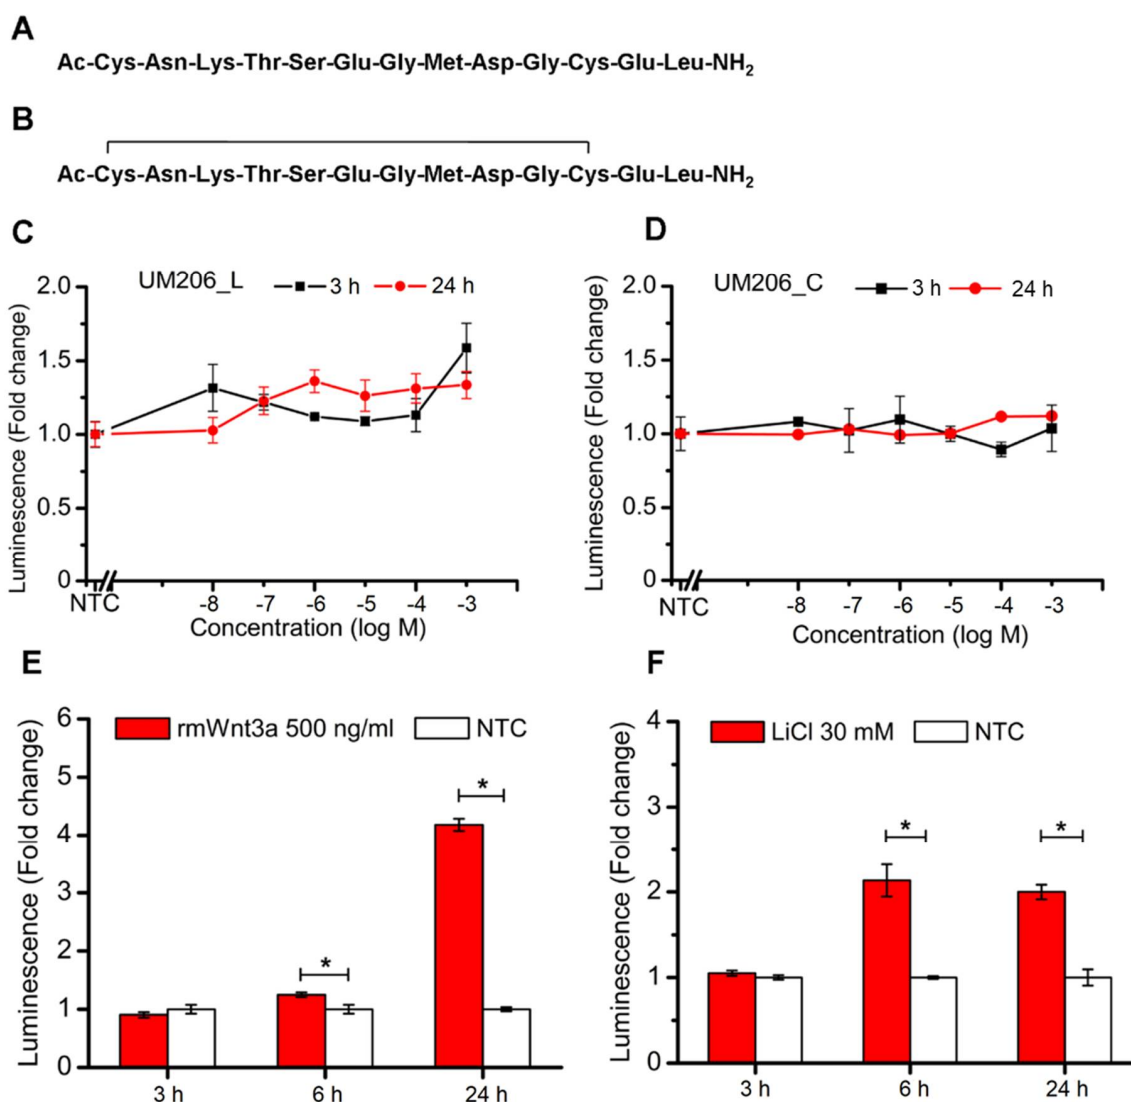 A
Ac-Cys-Asn-Lys-Thr-Ser-Glu-Gly-Met-Asp-Gly-Cys-Glu-Leu-NH2
B
Ac-Cys-Asn-Lys-Thr-Ser-Glu-Gly-Met-Asp-Gly-Cys-Glu-Leu-NH2
C
UM206_L 3 h 24 h
Luminescence (Fold change)
2.0
1.5
1.0
0.5
0
NTC -8 -7 -6 -5 -4 -3
Concentration (log M)
D
UM206_C 3 h 24 h
Luminescence (Fold change)
2.0
1.5
1.0
0.5
0
NTC -8 -7 -6 -5 -4 -3
Concentration (log M)
E
rmWnt3a 500 ng/ml NTC
Luminescence (Fold change)
6
5
4
3
2
1
0
*
*
3 h 6 h 24 h
F
LiCl 30 mM NTC
Luminescence (Fold change)
4
3
2
1
0
* *
3 h 6 h 24 h